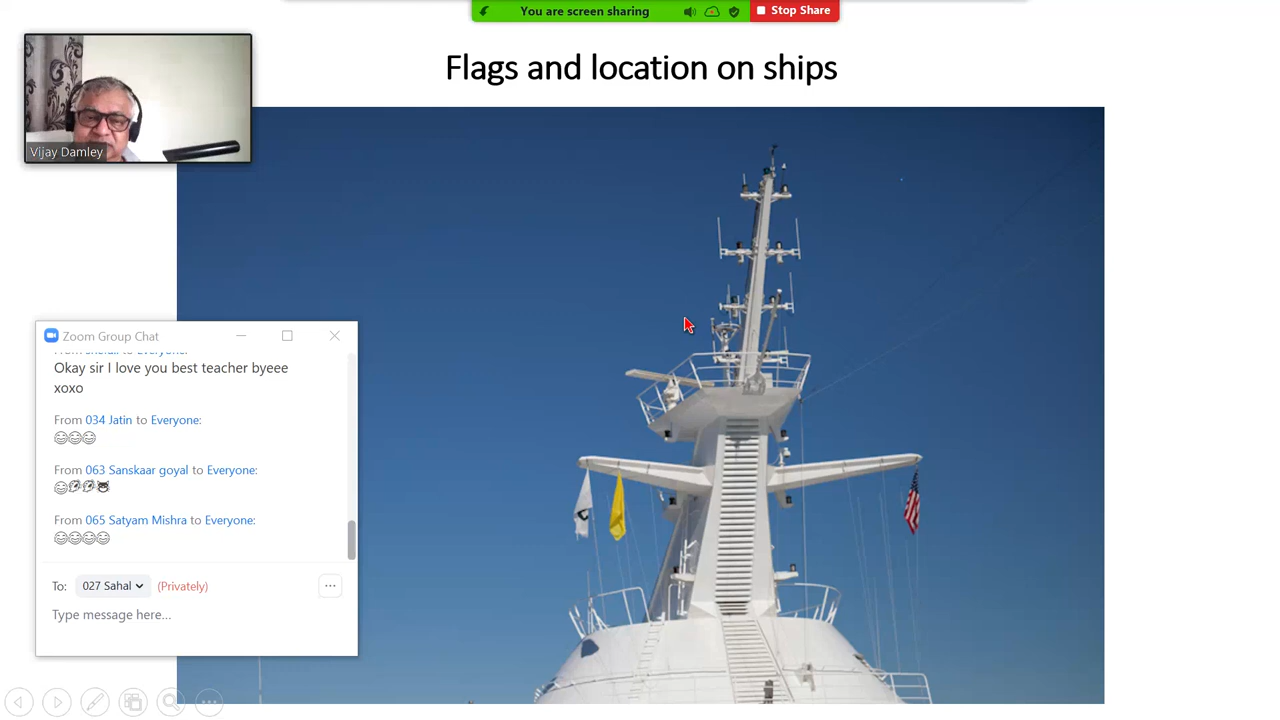 You are screen sharing
Stop Share
Flags and location on ships
Vijay Damley
Zoom Group Chat
to Everyone:
Okay sir I love you best teacher byeee
xoxo
From 034 Jatin to Everyone:
From 063 Sanskaar goyal to Everyone:
From 065 Satyam Mishra to Everyone:
To: 027 Sahal (Privately)
Type message here...